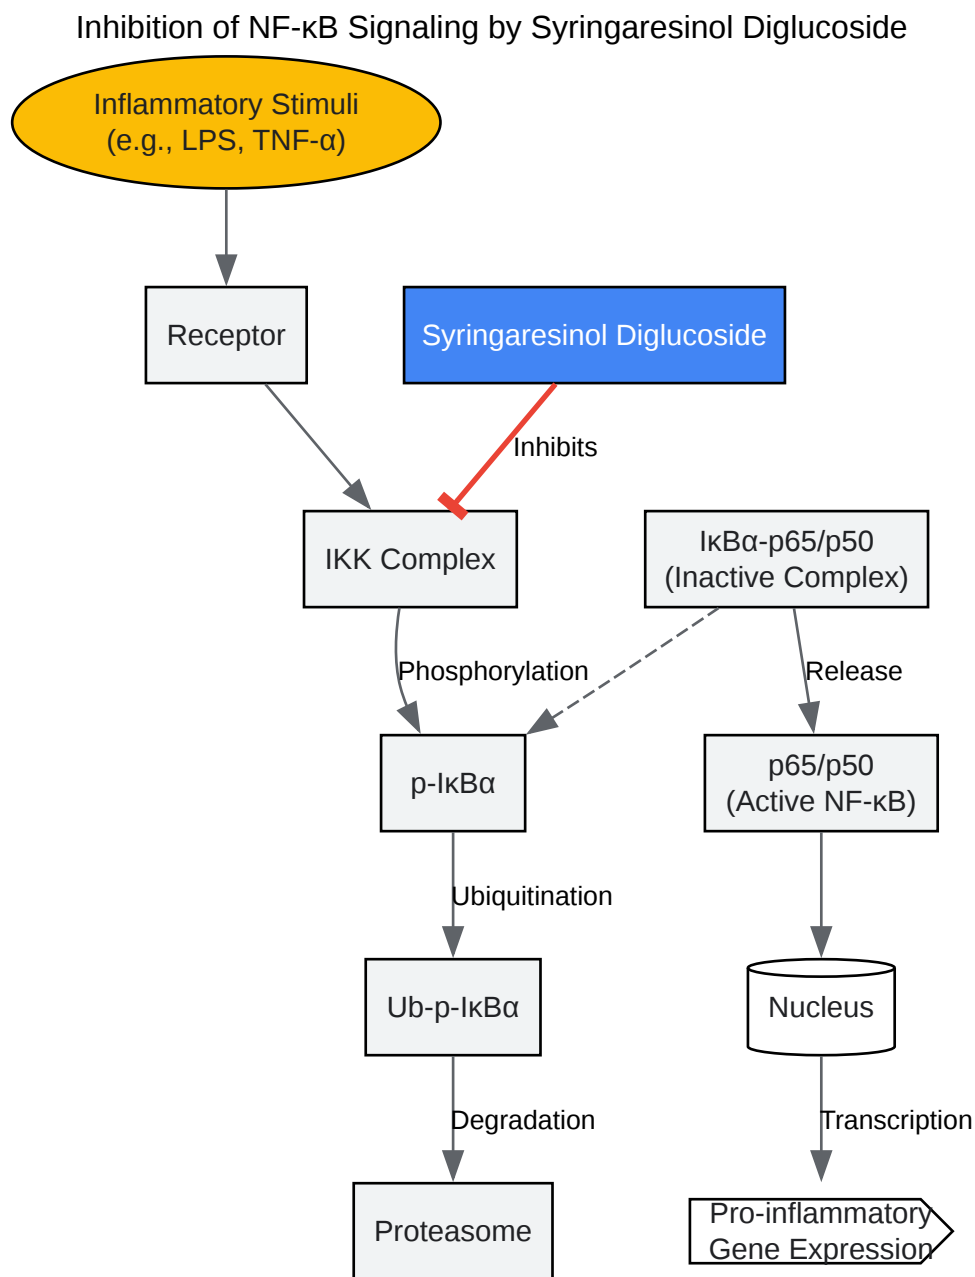 Inhibition of NF-κB Signaling by Syringaresinol Diglucoside
Inflammatory Stimuli
(e.g., LPS, TNF-α)
Receptor
Syringaresinol Diglucoside
Inhibits
IKK Complex
IκBα-p65/p50
(Inactive Complex)
Phosphorylation
Release
p-IκBα
p65/p50
(Active NF-κB)
Ubiquitination
Ub-p-IκBα
Nucleus
Degradation
Transcription
Proteasome
Pro-inflammatory
Gene Expression